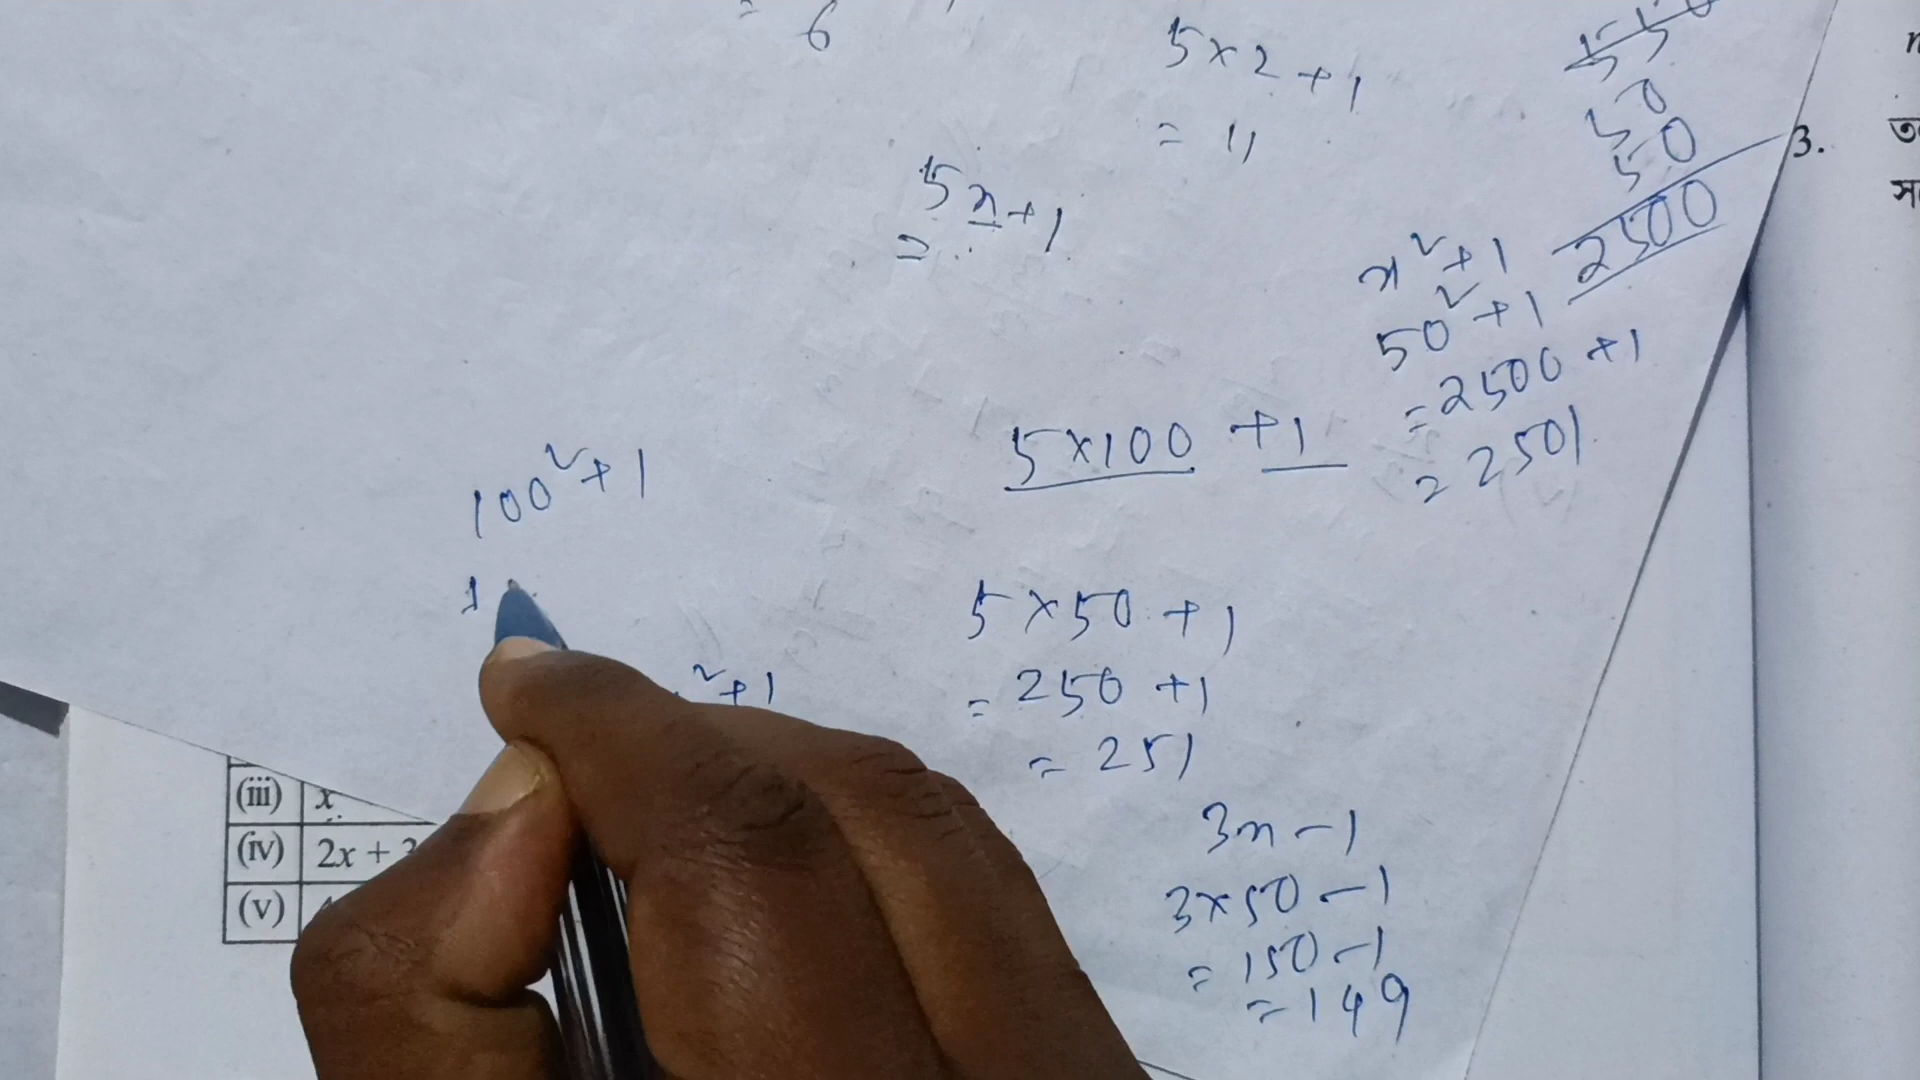 = 6
5 × 2 + 1
= 11
5x + 1
=
50
50
2500
x² + 1
50² + 1
= 2500 + 1
= 2501
5 × 100 + 1
100² + 1
1
5 × 50 + 1
² + 1
= 250 + 1
= 251
3x - 1
3 × 50 - 1
= 150 - 1
= 149
(iii) x
(iv) 2x + 3
(v)
3.